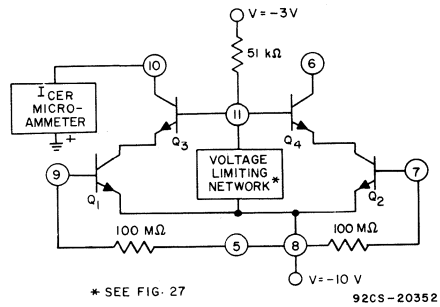 V=-3V
51 kΩ
10
6
I CER
MICRO-
AMMETER
+
Q3
11
Q4
9
Q1
VOLTAGE
LIMITING
NETWORK*
7
Q2
100 MΩ
5
8
100 MΩ
* SEE FIG. 27
V=-10 V
92CS-20352